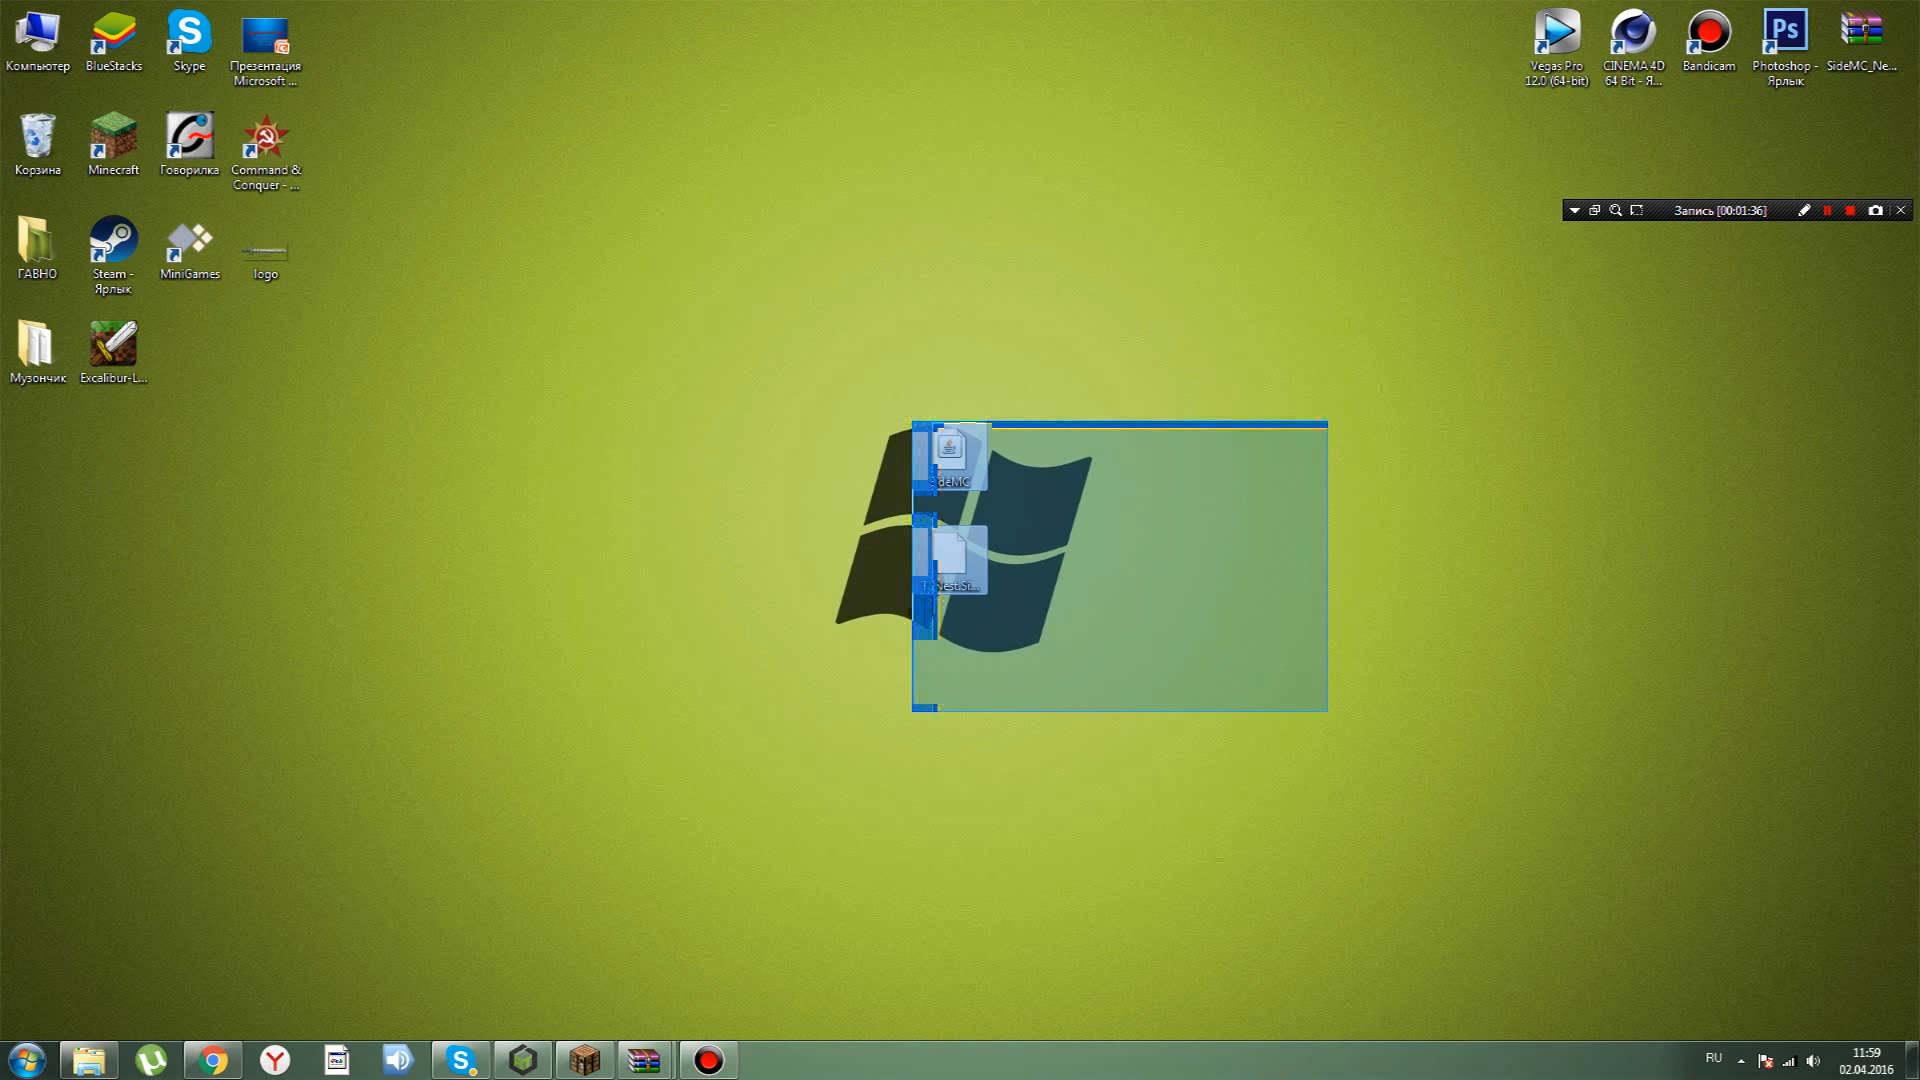 Компьютер
BlueStacks
Skype
Презентация
Microsoft ...
Vegas Pro
12.0 (64-bit)
CINEMA 4D
64 Bit - Я...
Bandicam
Photoshop -
Ярлык
SideMC_Ne...
Корзина
Minecraft
Говорилка
Command &
Conquer - ...
Запись [00:01:36]
ГАВНО
Steam -
Ярлык
MiniGames
logo
Музончик
Excalibur-L...
RU
11:59
02.04.2016